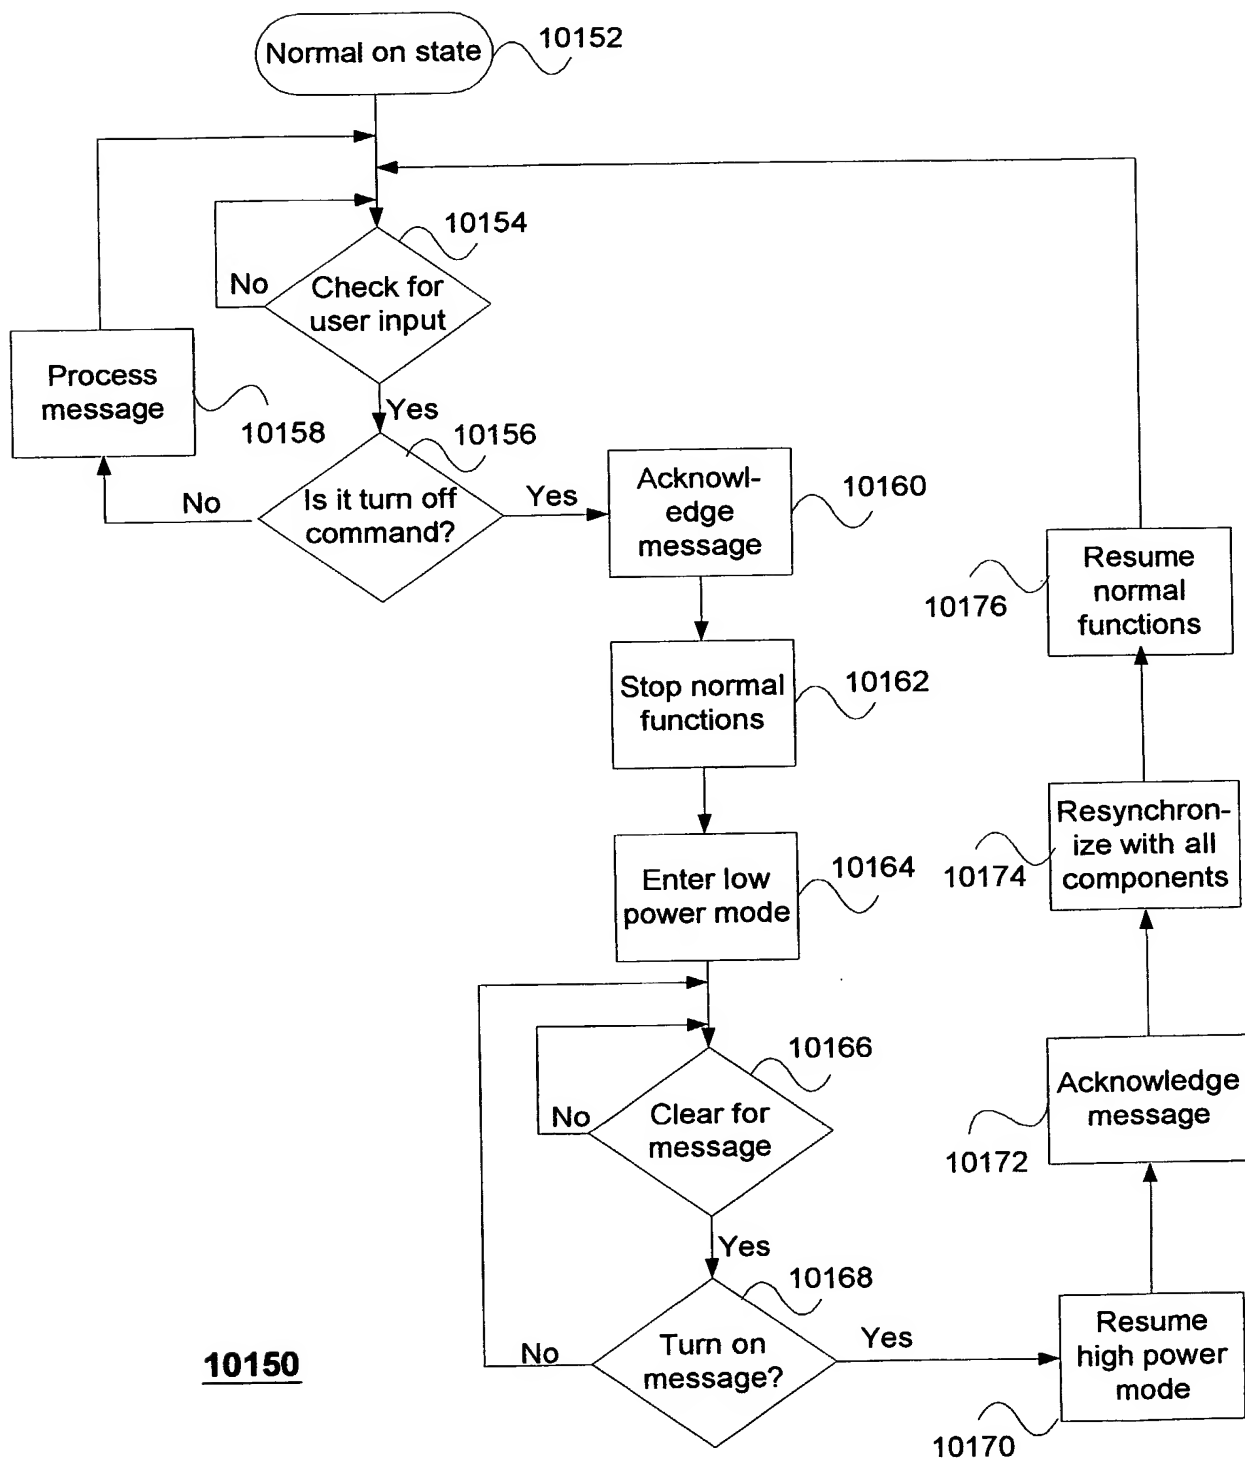 Normal on state
10152
10154
No
Check for
user input
Process
message
10158
Yes
10156
No
Is it turn off
command?
Yes
Acknowl-
edge
message
10160
Resume
normal
functions
10176
Stop normal
functions
10162
Resynchron-
ize with all
components
10174
Enter low
power mode
10164
10166
No
Clear for
message
Acknowledge
message
10172
Yes
10168
No
Turn on
message?
Yes
Resume
high power
mode
10170
10150